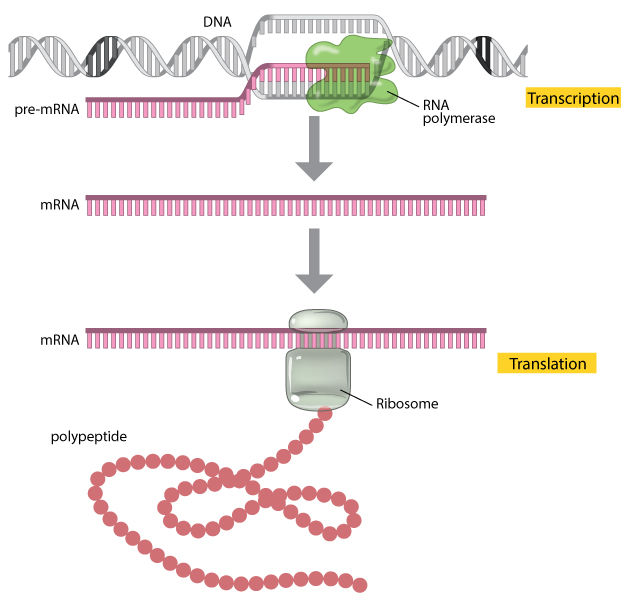 DNA
pre-mRNA
RNA
polymerase
Transcription
mRNA
mRNA
Translation
Ribosome
polypeptide